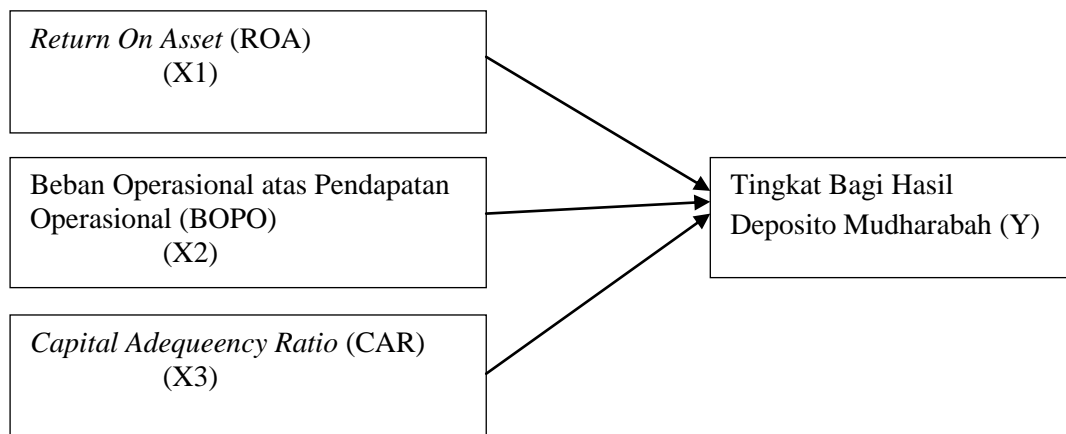 Return On Asset (ROA)
(X1)
Beban Operasional atas Pendapatan
Operasional (BOPO)
(X2)
Capital Adequeency Ratio (CAR)
(X3)
Tingkat Bagi Hasil
Deposito Mudharabah (Y)